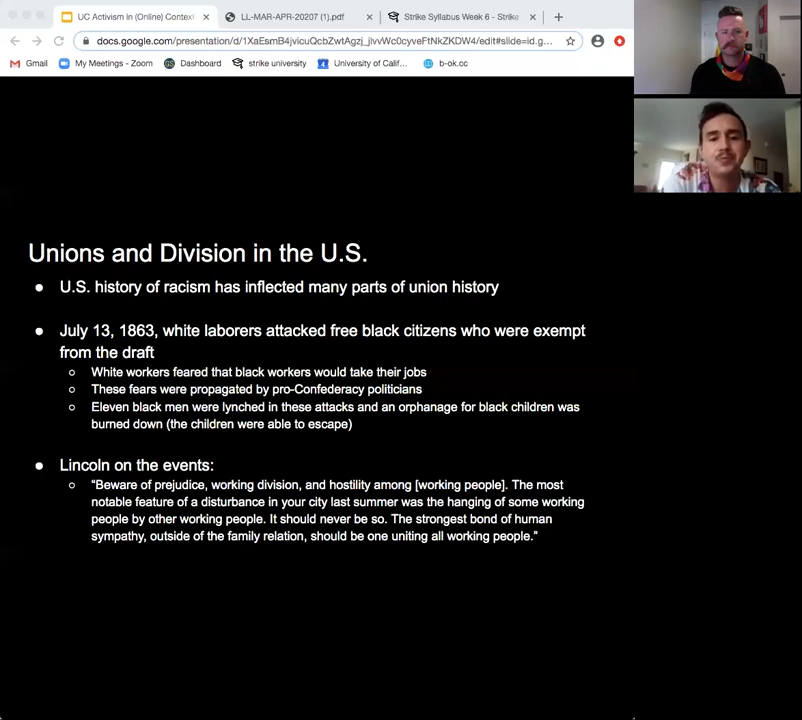 UC Activism In (Online) Context
LL-MAR-APR-20207 (1).pdf
Strike Syllabus Week 6 - Strike
docs.google.com/presentation/d/1XaEsmB4jvicuQcbZwtAgzj_jlvvWc0cyveFtNkZKDW4/edit#slide=id.g...
Gmail
My Meetings - Zoom
Dashboard
strike university
University of Calif...
b-ok.cc
Unions and Division in the U.S.
● U.S. history of racism has inflected many parts of union history
● July 13, 1863, white laborers attacked free black citizens who were exempt
from the draft
○ White workers feared that black workers would take their jobs
○ These fears were propagated by pro-Confederacy politicians
○ Eleven black men were lynched in these attacks and an orphanage for black children was
burned down (the children were able to escape)
● Lincoln on the events:
○ “Beware of prejudice, working division, and hostility among [working people]. The most
notable feature of a disturbance in your city last summer was the hanging of some working
people by other working people. It should never be so. The strongest bond of human
sympathy, outside of the family relation, should be one uniting all working people.”